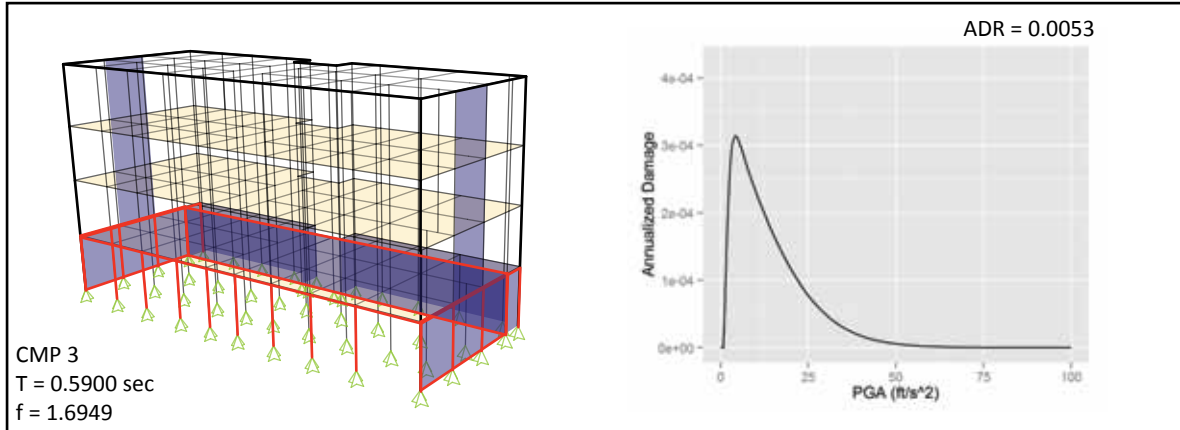 CMP 3
T = 0.5900 sec
f = 1.6949
ADR = 0.0053
Annualized Damage
4e-04
3e-04
2e-04
1e-04
0e+00
0 25 50 75 100
PGA (ft/s^2)